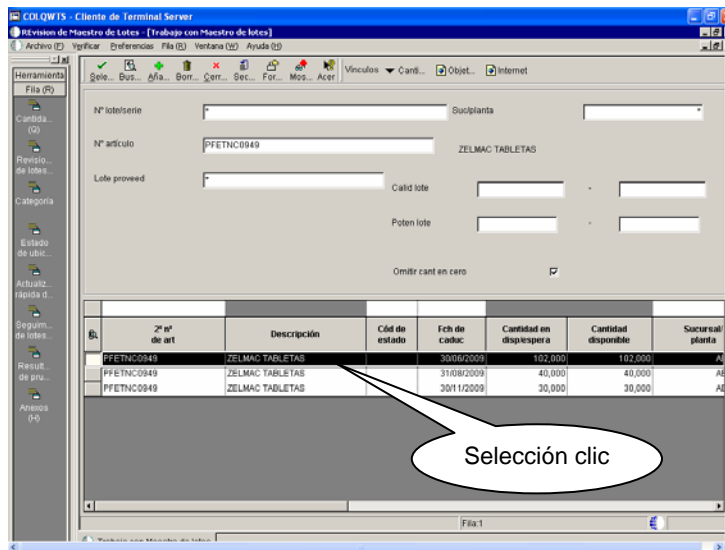 COLQWTS - Cliente de Terminal Server
REvision de Maestro de Lotes - [Trabajo con Maestro de lotes]
Archivo (F) Verificar Preferencias Fila (R) Ventana (W) Ayuda (H)
Herramienta
Fila (R)
Cantida... (Q)
Revisio... de lotes...
Categoría
Estado de ubic...
Actualiz... rápida d...
Seguim... de lotes...
Result... de pru...
Anexos (H)
Sele... Bus... Aña... Borr... Cerr... Sec... For... Mos... Acer Vínculos Canti... Objet... Internet
Nº lote/serie * Suc/planta *
Nº artículo PFETNC0949 ZELMAC TABLETAS
Lote proveed *
Calid lote -
Poten lote -
Omitir cant en cero
2º nº de art Descripción Cód de estado Fch de caduc Cantidad en disp/espera Cantidad disponible Sucursal/ planta
PFETNC0949 ZELMAC TABLETAS 30/06/2009 102,000 102,000
PFETNC0949 ZELMAC TABLETAS 31/08/2009 40,000 40,000
PFETNC0949 ZELMAC TABLETAS 30/11/2009 30,000 30,000
Selección clic
Fila:1
Trabajo con Maestro de lotes